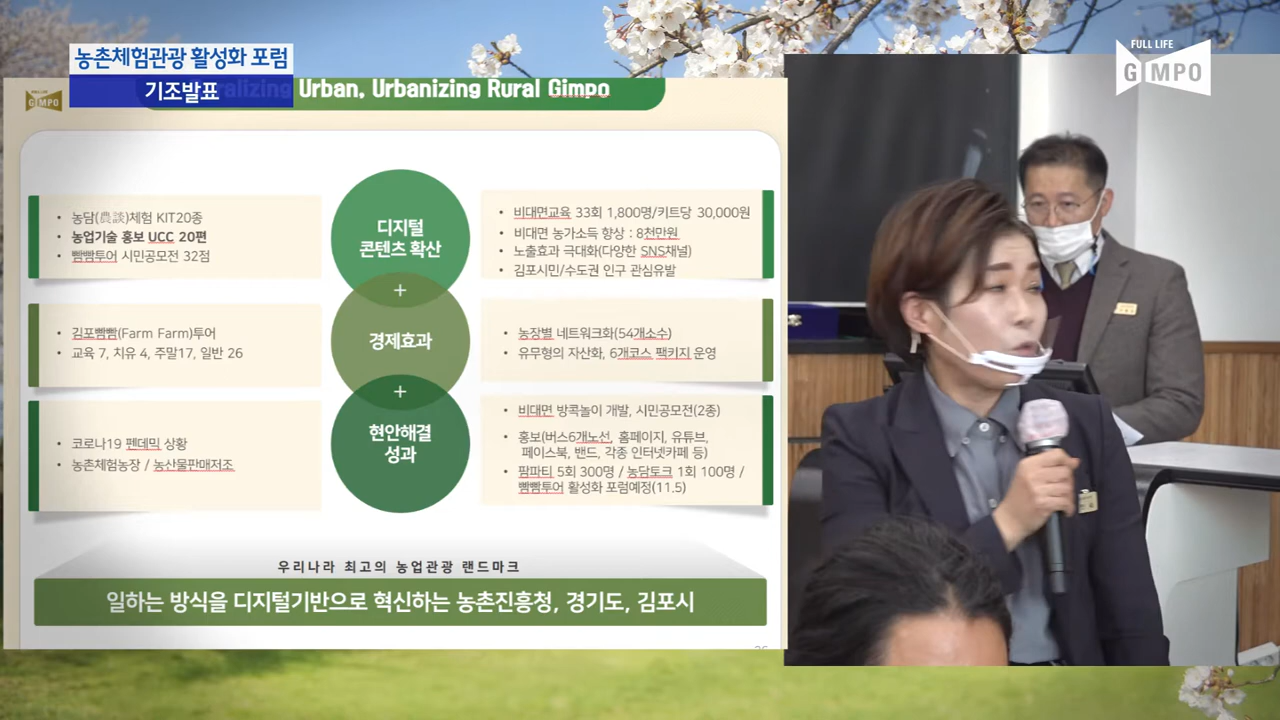 농촌체험관광 활성화 포럼
기조발표
FULL LIFE
GIMPO
GIMPO
Urban, Urbanizing Rural Gimpo
• 농담(農談)체험 KIT20종
• 농업기술 홍보 UCC 20편
• 빰빰투어 시민공모전 32점
디지털
콘텐츠 확산
• 비대면교육 33회 1,800명/키트당 30,000원
• 비대면 농가소득 향상 : 8천만원
• 노출효과 극대화(다양한 SNS채널)
• 김포시민/수도권 인구 관심유발
+
• 김포빰빰(Farm Farm)투어
• 교육 7, 치유 4, 주말17, 일반 26
경제효과
• 농장별 네트워크화(54개소수)
• 유무형의 자산화, 6개코스 팩키지 운영
+
• 코로나19 펜데믹 상황
• 농촌체험농장 / 농산물판매저조
현안해결
성과
• 비대면 방콕놀이 개발, 시민공모전(2종)
• 홍보(버스6개노선, 홈페이지, 유튜브,
페이스북, 밴드, 각종 인터넷카페 등)
• 팜파티 5회 300명 / 농담토크 1회 100명 /
빰빰투어 활성화 포럼예정(11.5)
우리나라 최고의 농업관광 랜드마크
일하는 방식을 디지털기반으로 혁신하는 농촌진흥청, 경기도, 김포시